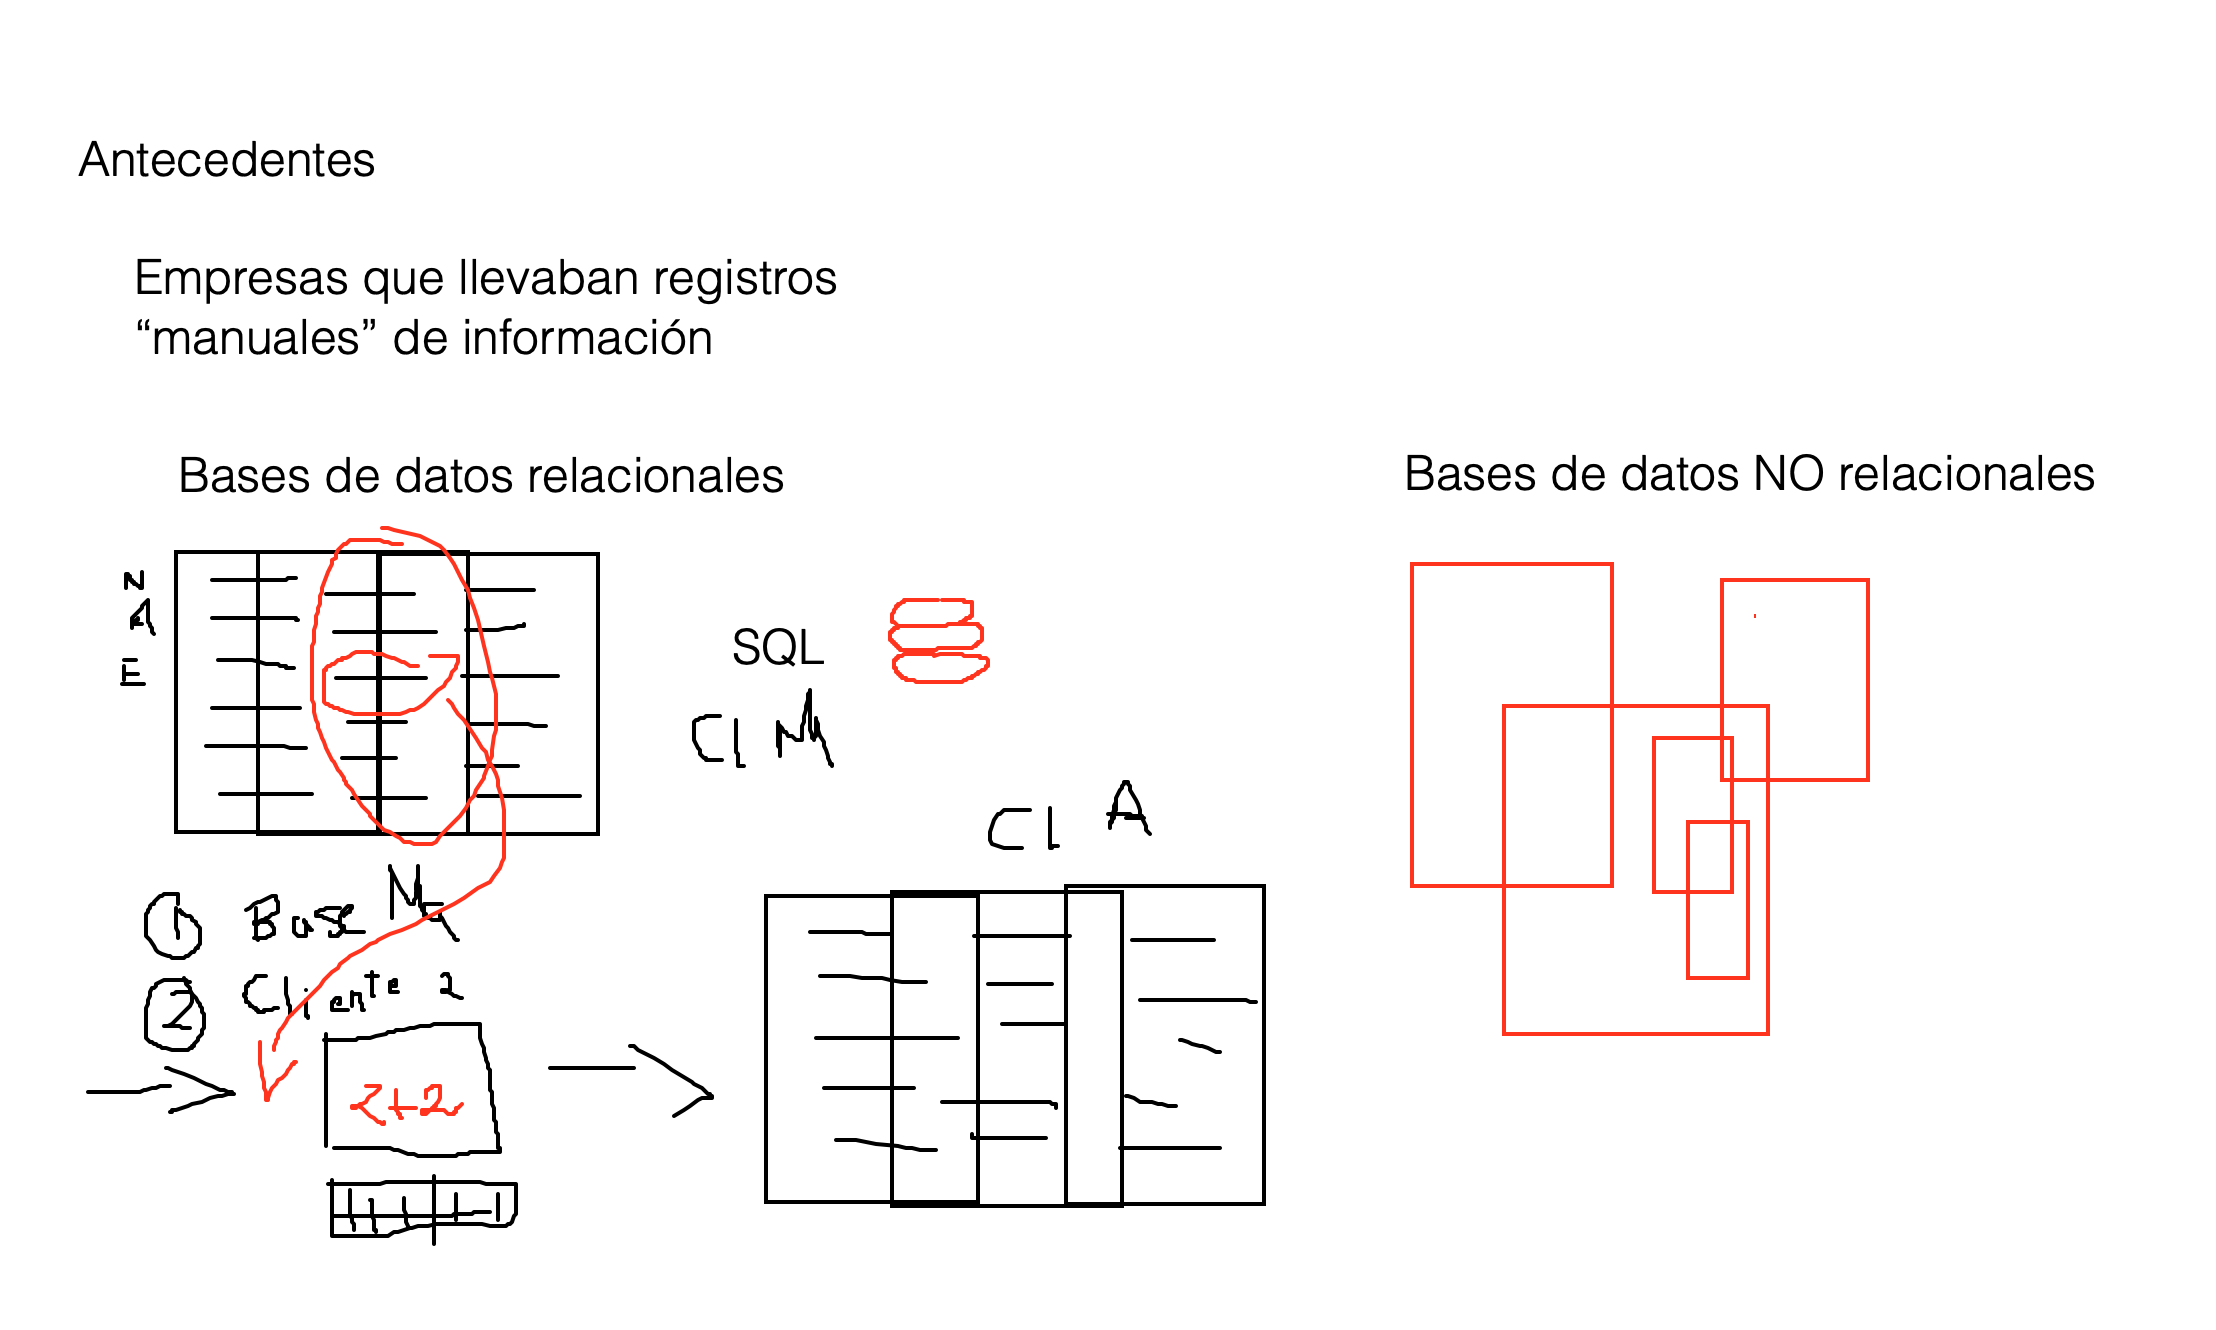 Antecedentes
Empresas que llevaban registros
“manuales” de información
Bases de datos relacionales
Bases de datos NO relacionales
N
A
E
SQL
Cl M
Cl A
1 Base M
2 Cliente 2
2+2